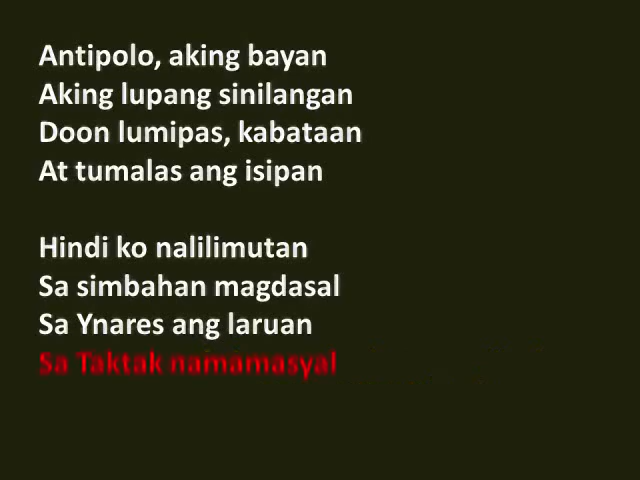 Antipolo, aking bayan
Aking lupang sinilangan
Doon lumipas, kabataan
At tumalas ang isipan
Hindi ko nalilimutan
Sa simbahan magdasal
Sa Ynares ang laruan
Sa Taktak namamasyal